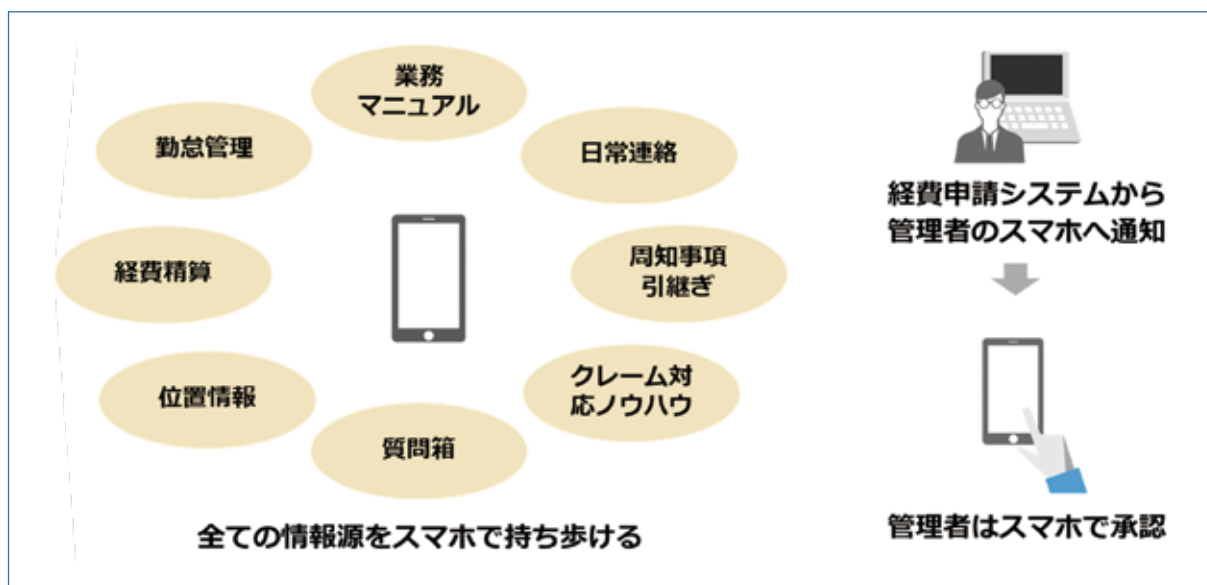 業務
マニュアル
勤怠管理
日常連絡
経費精算
周知事項
引継ぎ
位置情報
クレーム対
応ノウハウ
質問箱
全ての情報源をスマホで持ち歩ける
経費申請システムから
管理者のスマホへ通知
管理者はスマホで承認